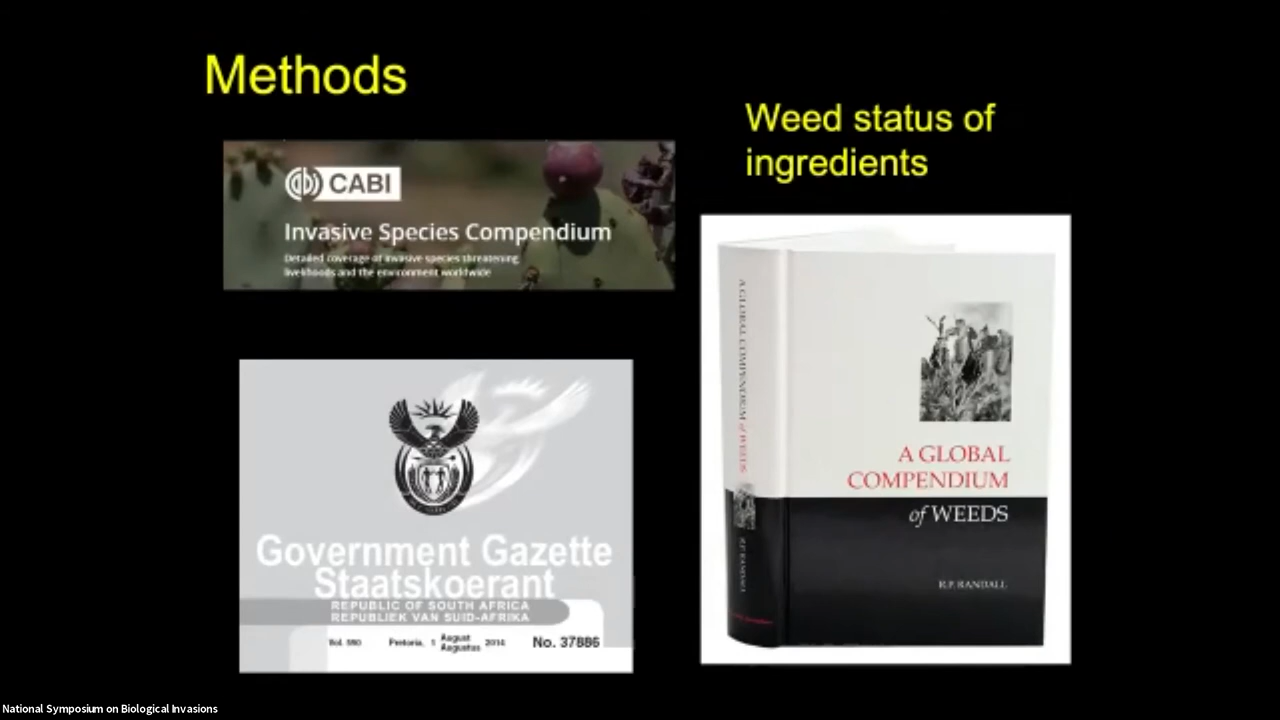 Methods
Weed status of
ingredients
CABI
Invasive Species Compendium
Detailed coverage of invasive species threatening
livelihoods and the environment worldwide
Government Gazette
Staatskoerant
REPUBLIC OF SOUTH AFRICA
REPUBLIEK VAN SUID-AFRIKA
Pretoria, 1 August 2014
Augustus
No. 37886
A GLOBAL COMPENDIUM of WEEDS
R.P. RANDALL
A GLOBAL
COMPENDIUM
of WEEDS
R.P. RANDALL
National Symposium on Biological Invasions